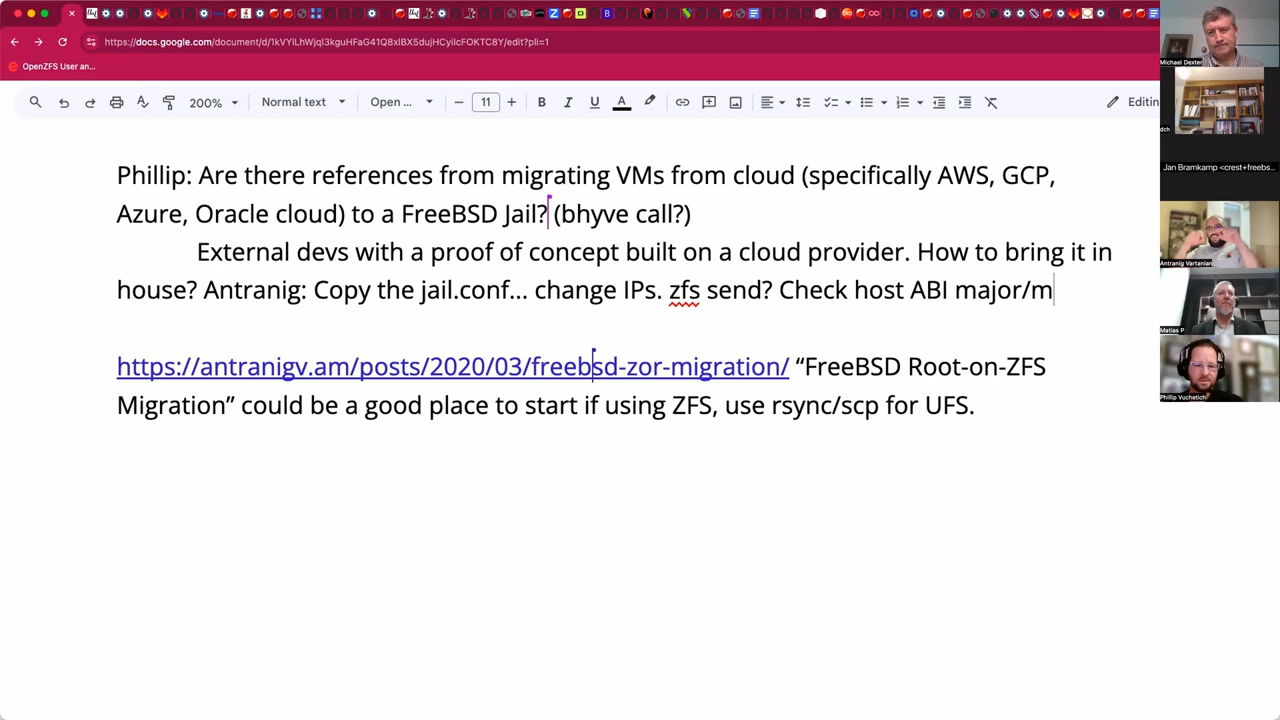 https://docs.google.com/document/d/1kVYiLhWjqI3kguHFaG41Q8xlBX5dujHCyiIcFOKTC8Y/edit?pli=1
OpenZFS User an...
200%
Normal text
Open ...
11
Editin
Phillip: Are there references from migrating VMs from cloud (specifically AWS, GCP,
Azure, Oracle cloud) to a FreeBSD Jail? (bhyve call?)
External devs with a proof of concept built on a cloud provider. How to bring it in
house? Antranig: Copy the jail.conf... change IPs. zfs send? Check host ABI major/m
https://antranigv.am/posts/2020/03/freebsd-zor-migration/ “FreeBSD Root-on-ZFS
Migration” could be a good place to start if using ZFS, use rsync/scp for UFS.
Michael Dexter
dch
Jan Bramkamp <crest+freebs...
Antranig Vartanian
Matias P
Phillip Vuchetich